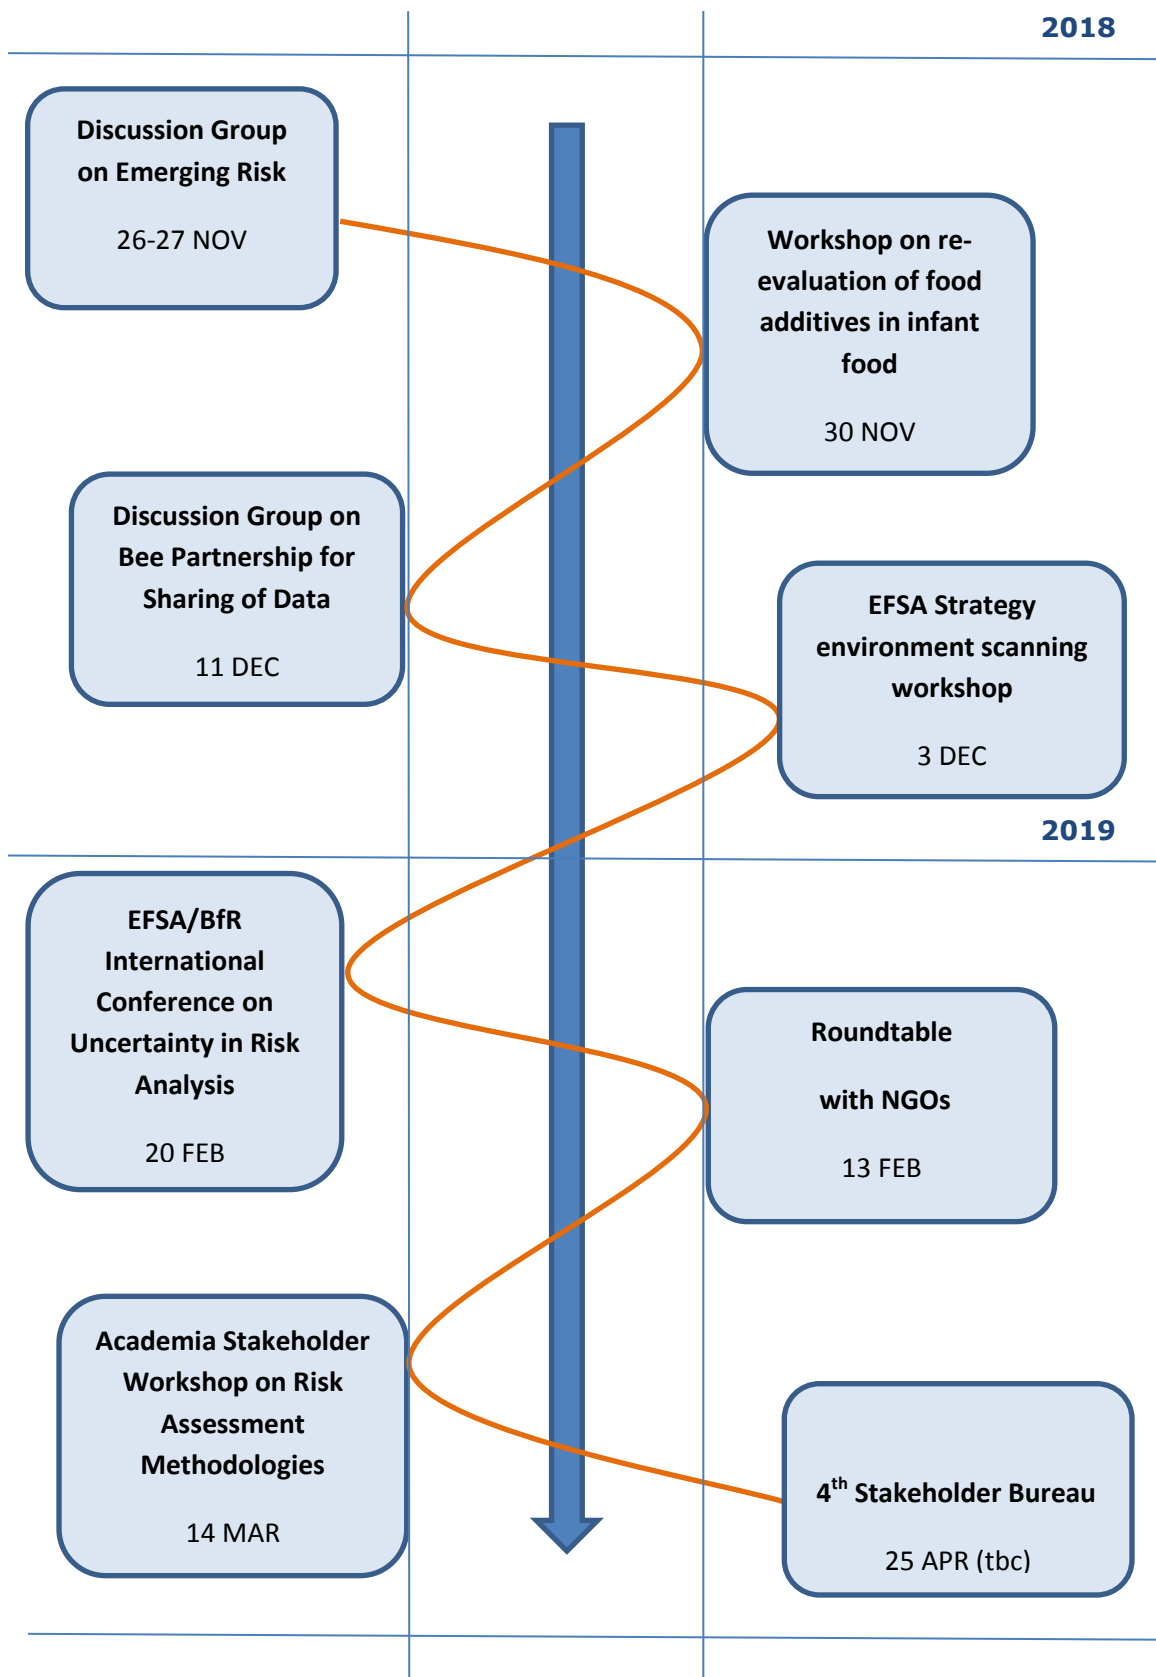 2018
Discussion Group
on Emerging Risk
26-27 NOV
Workshop on re-
evaluation of food
additives in infant
food
30 NOV
Discussion Group on
Bee Partnership for
Sharing of Data
11 DEC
EFSA Strategy
environment scanning
workshop
3 DEC
2019
EFSA/BfR
International
Conference on
Uncertainty in Risk
Analysis
20 FEB
Roundtable
with NGOs
13 FEB
Academia Stakeholder
Workshop on Risk
Assessment
Methodologies
14 MAR
4th Stakeholder Bureau
25 APR (tbc)